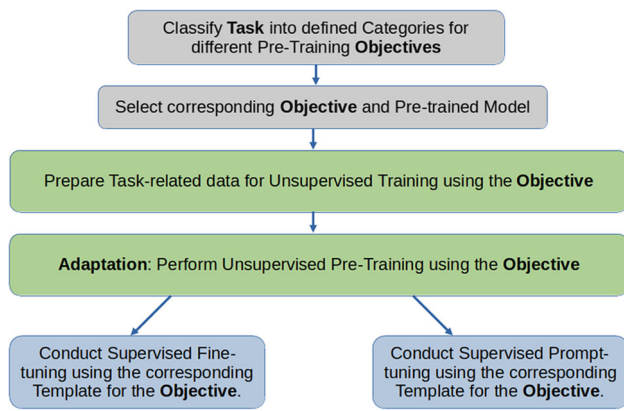 Classify Task into defined Categories for
different Pre-Training Objectives
Select corresponding Objective and Pre-trained Model
Prepare Task-related data for Unsupervised Training using the Objective
Adaptation: Perform Unsupervised Pre-Training using the Objective
Conduct Supervised Fine-
tuning using the corresponding
Template for the Objective.
Conduct Supervised Prompt-
tuning using the corresponding
Template for the Objective.